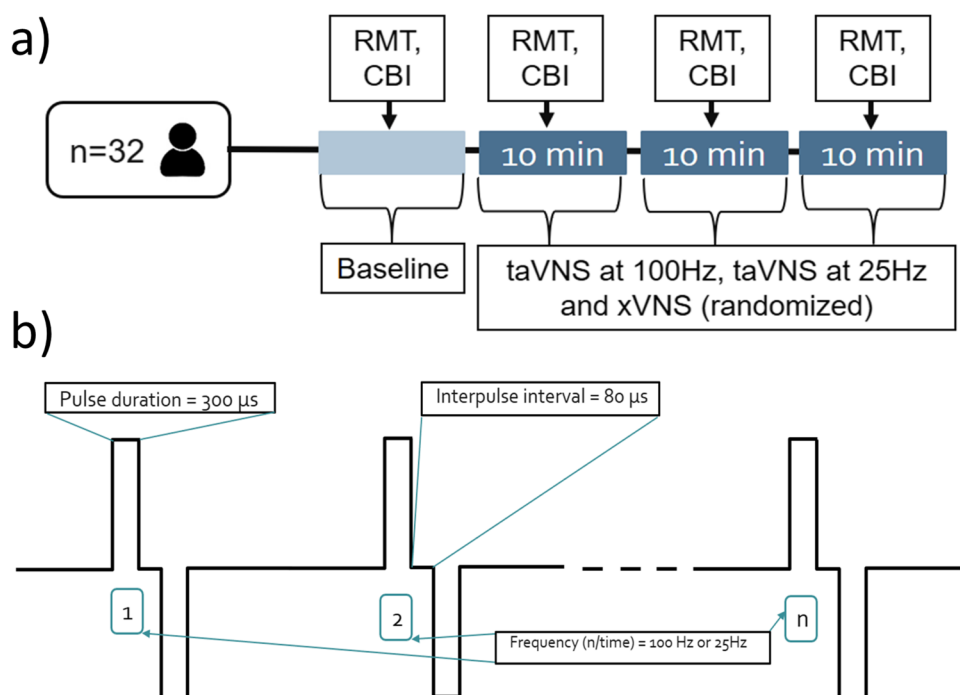 a)
RMT,
CBI
RMT,
CBI
RMT,
CBI
RMT,
CBI
n=32
10 min
10 min
10 min
Baseline
taVNS at 100Hz, taVNS at 25Hz
and xVNS (randomized)
b)
Pulse duration = 300 µs
Interpulse interval = 80 µs
1
2
n
Frequency (n/time) = 100 Hz or 25Hz